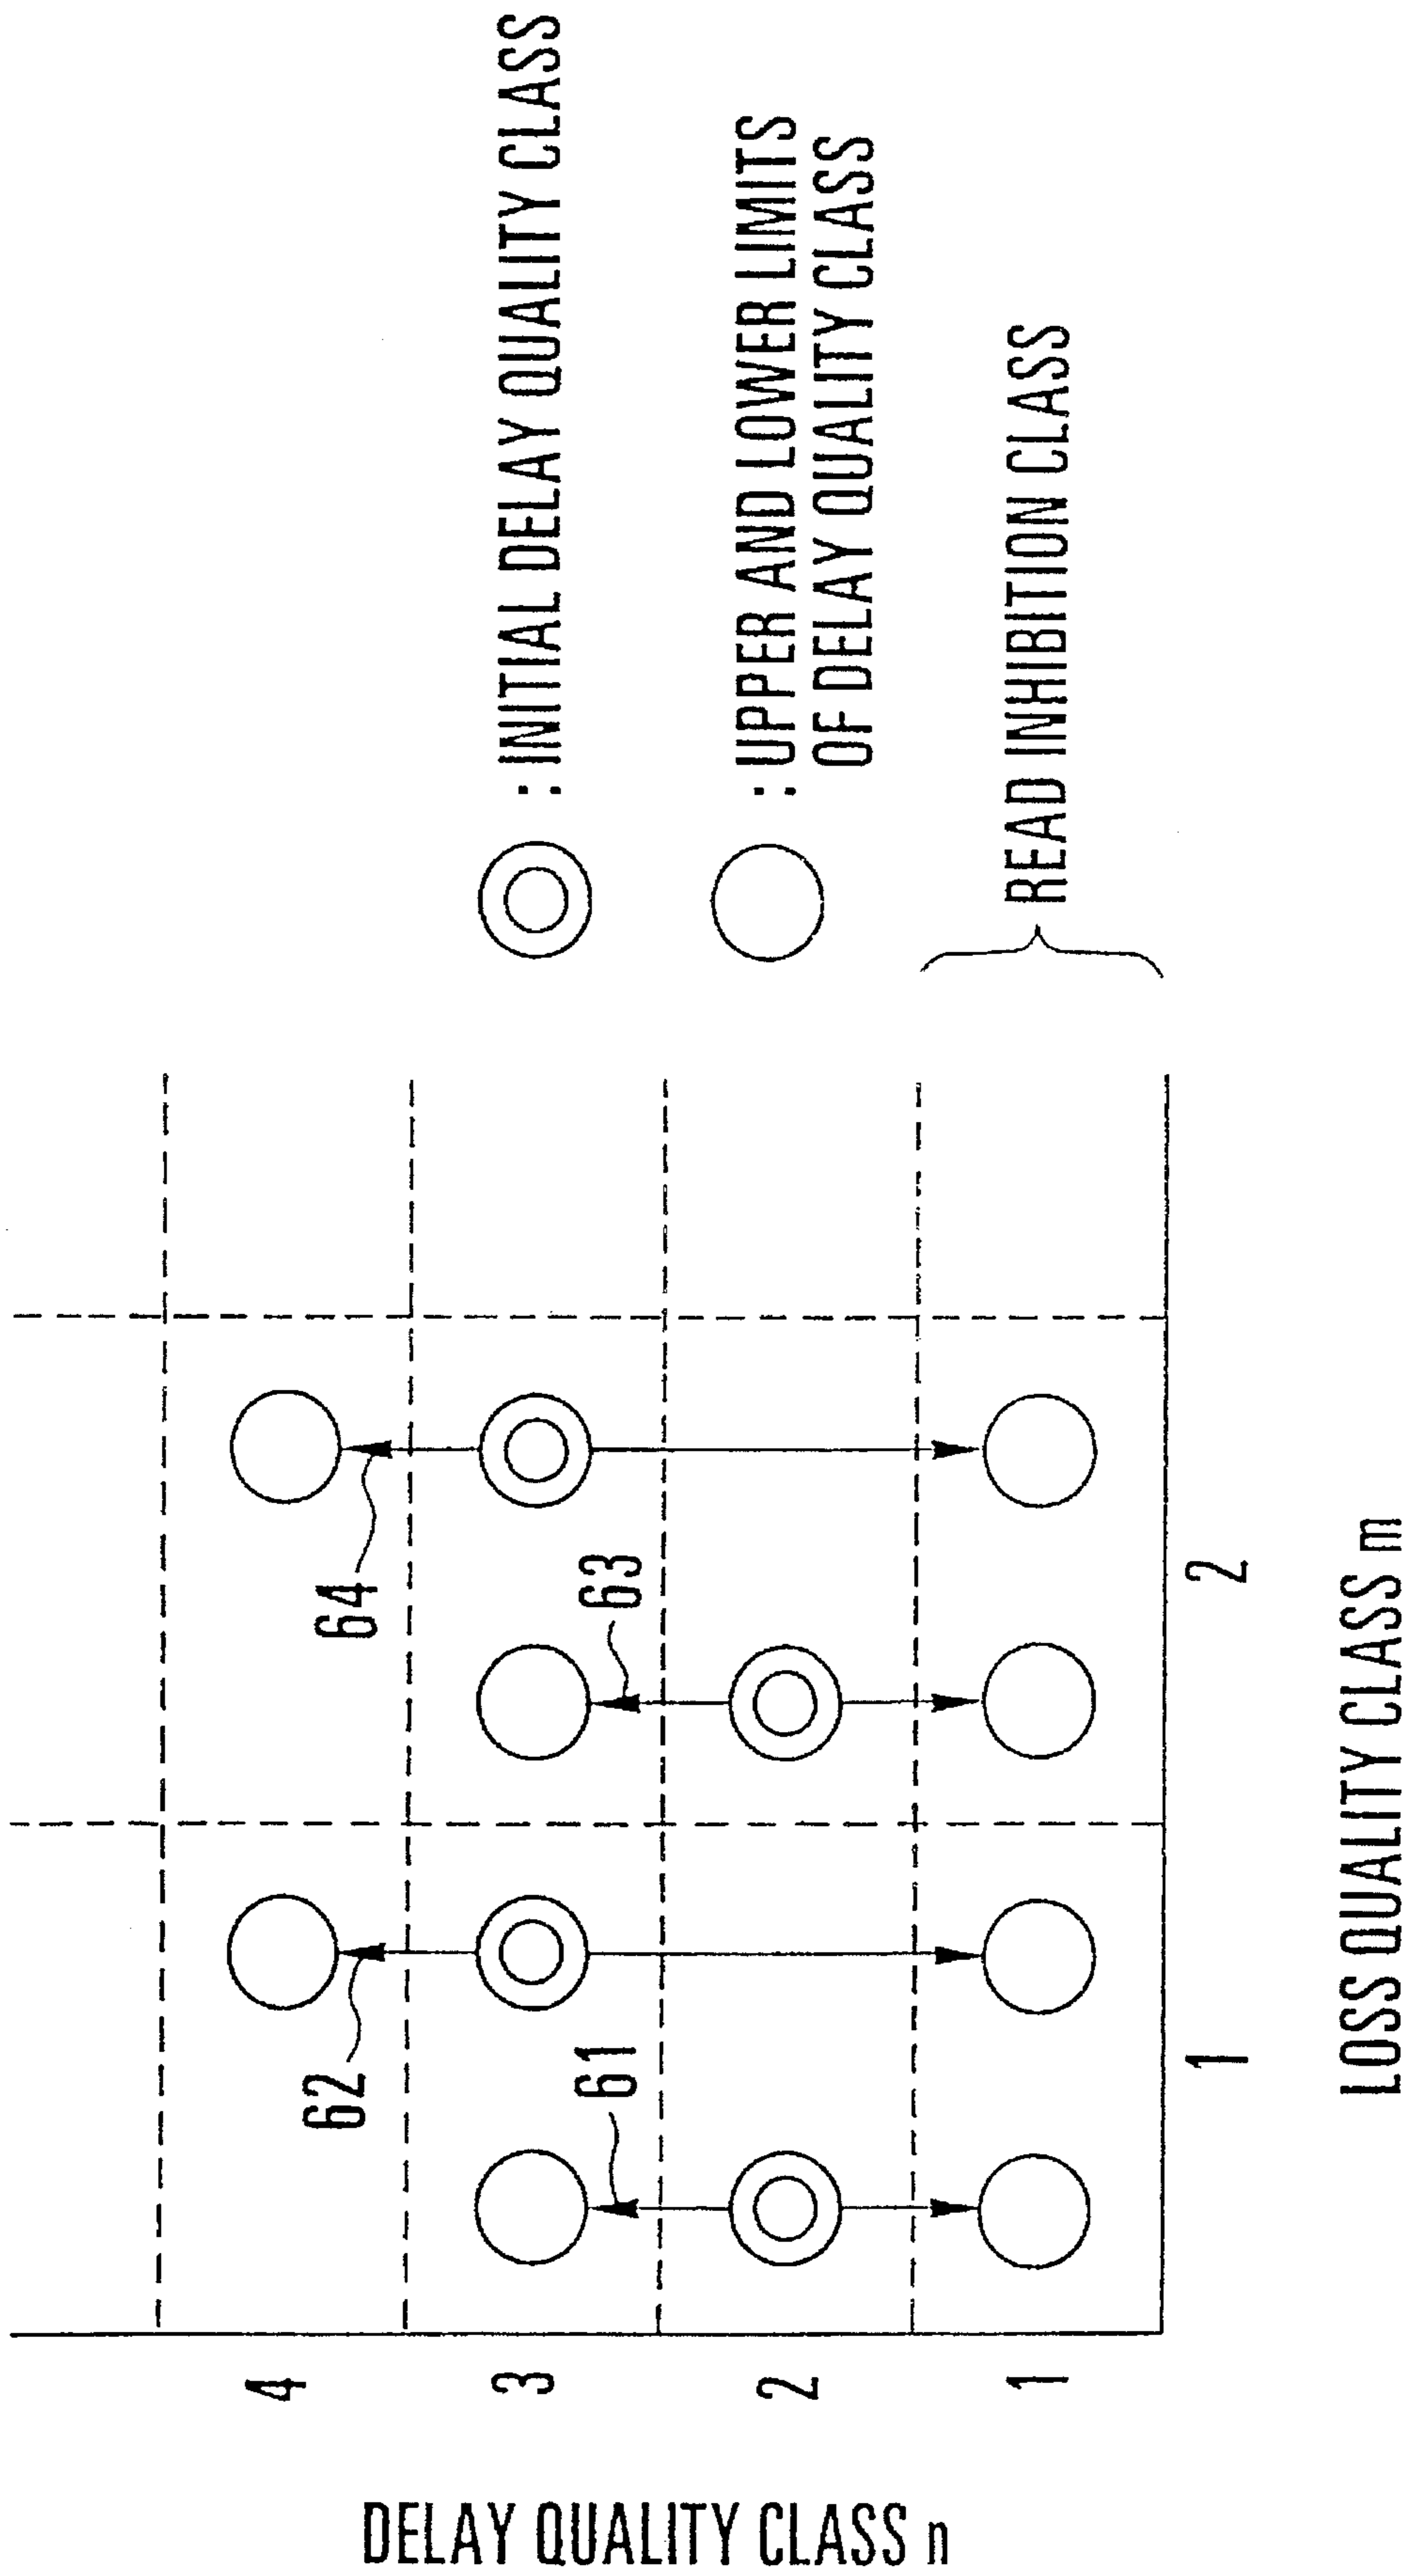 DELAY QUALITY CLASS n
4
3
2
1
62
64
61
63
1
2
LOSS QUALITY CLASS m
: INITIAL DELAY QUALITY CLASS
: UPPER AND LOWER LIMITS
OF DELAY QUALITY CLASS
READ INHIBITION CLASS